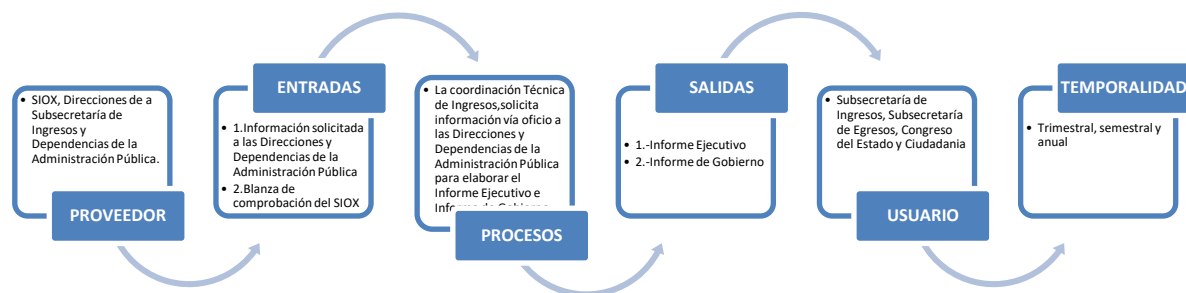 • SIOX, Direcciones de a
Subsecretaría de
Ingresos y
Dependencias de la
Administración Pública.
PROVEEDOR
ENTRADAS
• 1.Información solicitada
a las Direcciones y
Dependencias de la
Administración Pública
• 2.Blanza de
comprobación del SIOX
• La coordinación Técnica
de Ingresos,solicita
información vía oficio a
las Direcciones y
Dependencias de la
Administración Pública
para elaborar el
Informe Ejecutivo e
Informe de Gobierno
PROCESOS
SALIDAS
• 1.-Informe Ejecutivo
• 2.-Informe de Gobierno
• Subsecretaría de
Ingresos, Subsecretaría
de Egresos, Congreso
del Estado y Ciudadania
USUARIO
TEMPORALIDAD
• Trimestral, semestral y
anual